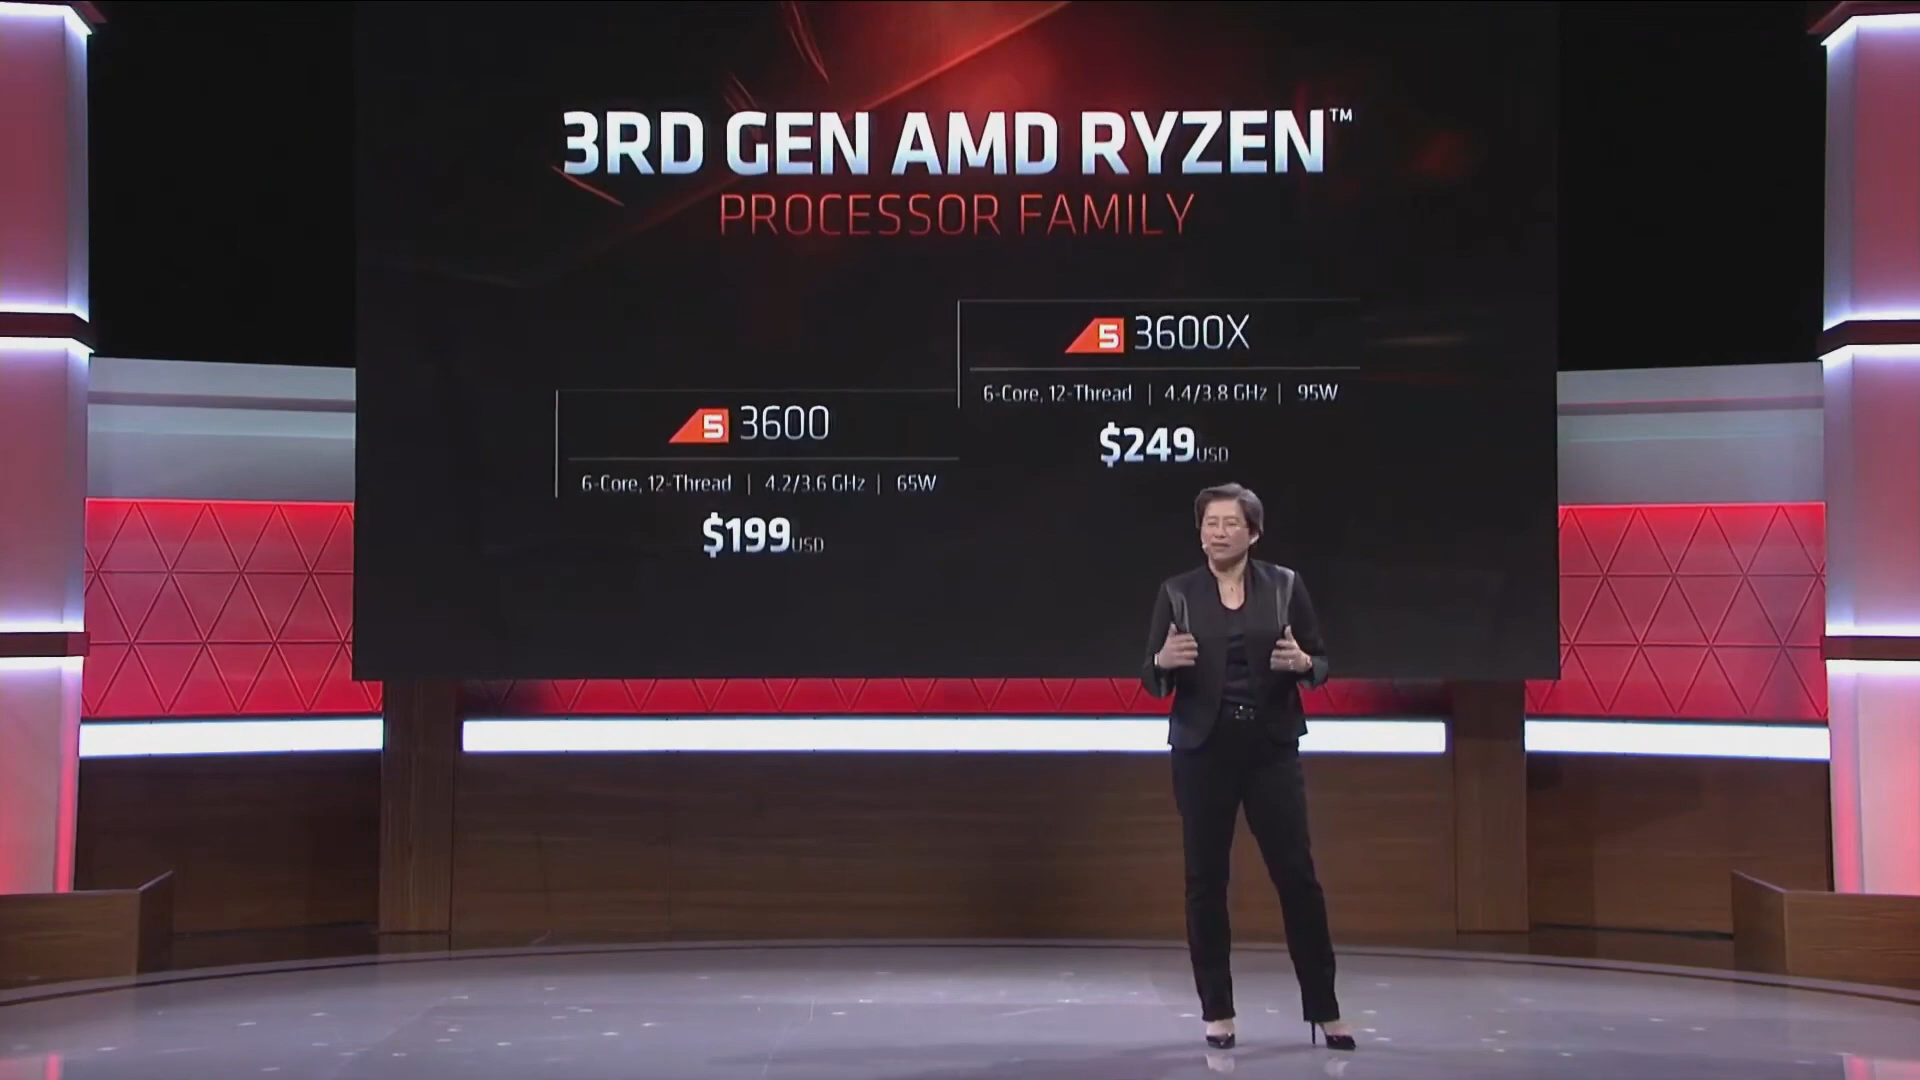 3RD GEN AMD RYZEN™
PROCESSOR FAMILY
5 3600X
6-Core, 12-Thread | 4.4/3.8 GHz | 95W
$249USD
5 3600
6-Core, 12-Thread | 4.2/3.6 GHz | 65W
$199USD